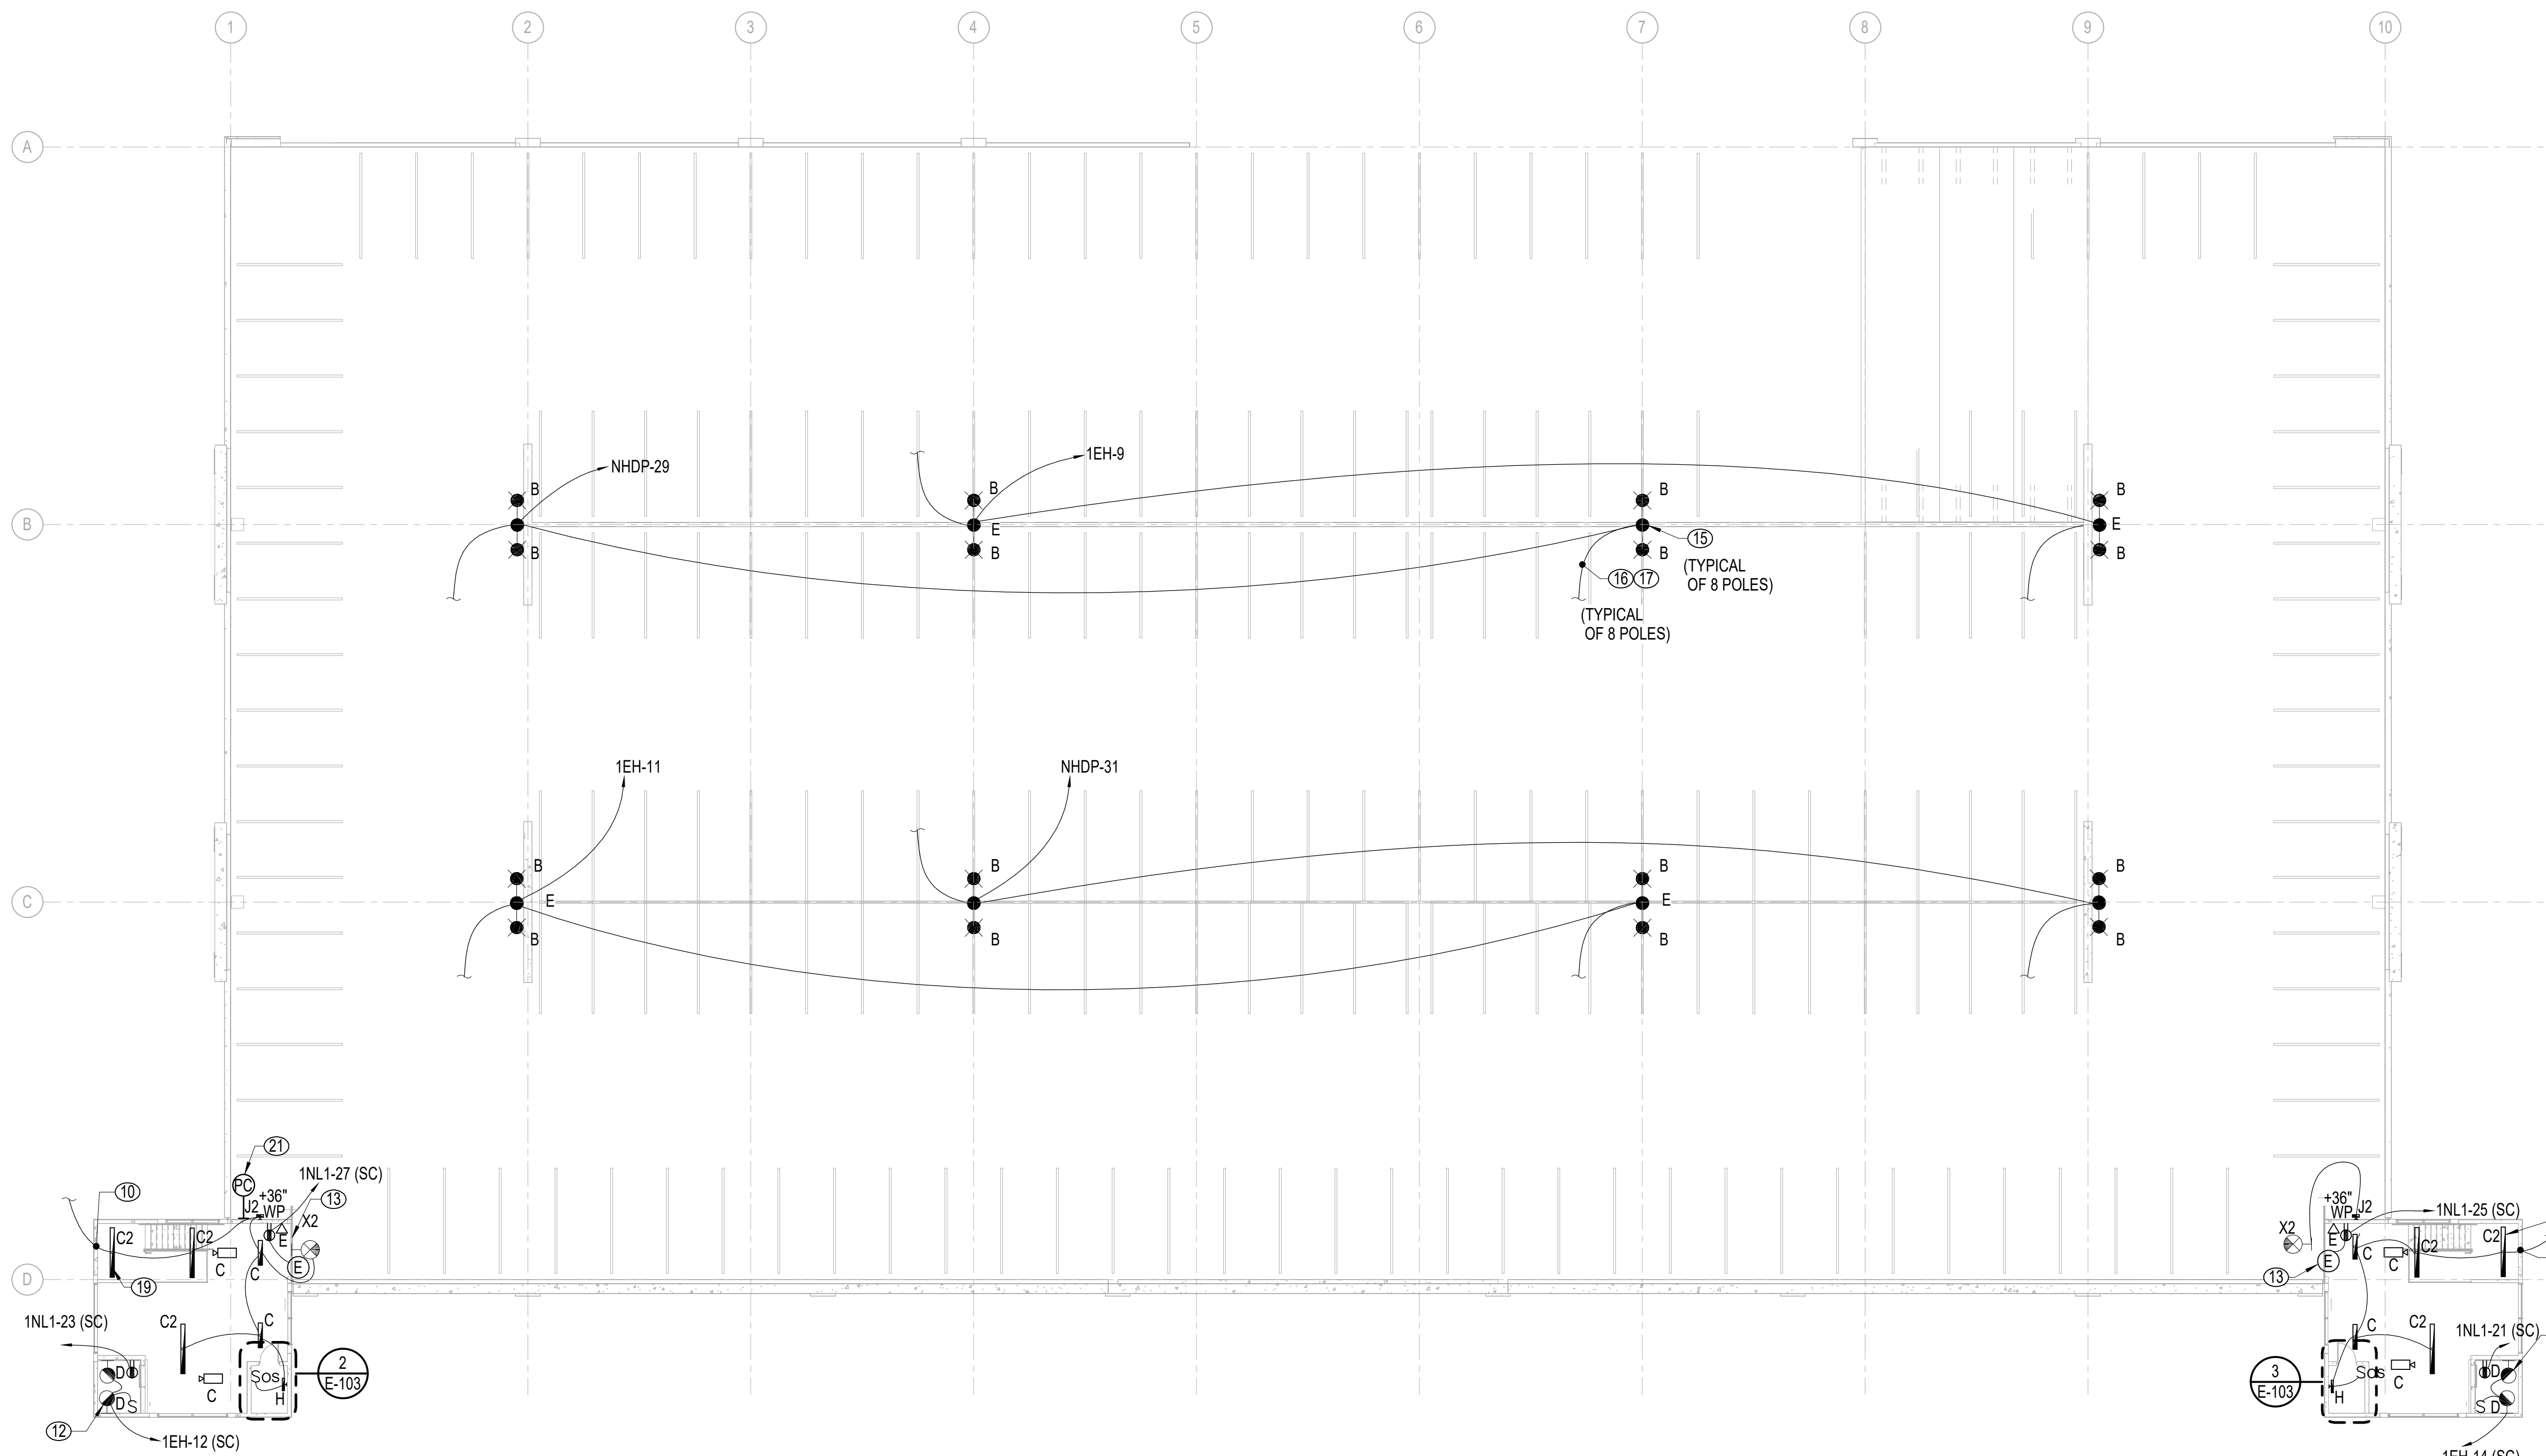 1 2 3 4 5 6 7 8 9 10
A
NHDP-29
1EH-9
B B B B
B
E
E
B B B B
15
(TYPICAL
OF 8 POLES)
16 17
(TYPICAL
OF 8 POLES)
1EH-11
NHDP-31
B B B B
C
E
E
B B B B
21
1NL1-27 (SC)
PC
10
+36"
13
J2
WP
X2
C2
C2
E
C
C
E
19
D
+36"
WP
J2
1NL1-25 (SC)
X2
E
C2
C2
C
C
E
13
1NL1-23 (SC)
C2
C
2
E-103
Sos
H
D
D
S
C
12
1EH-12 (SC)
C
C2
1NL1-21 (SC)
3
E-103
Sos
H
C
D
S
D
1EH-14 (SC)